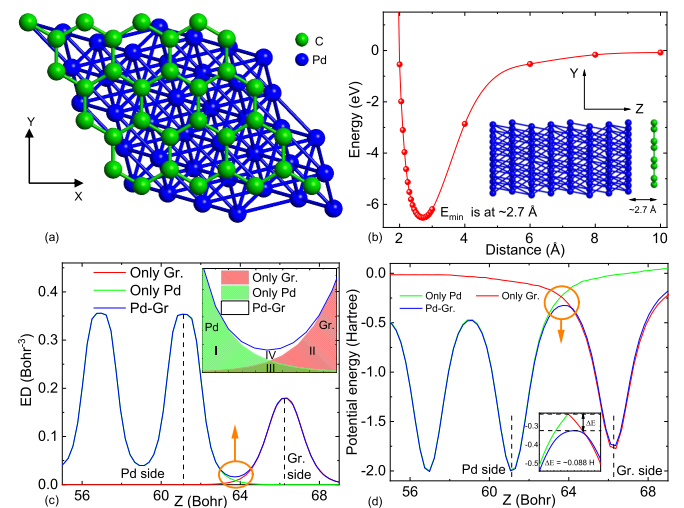 C
Pd
Y
X
(a)
0
-2
-4
-6
Energy (eV)
Y
Z
~2.7 Å
E min is at ~2.7 Å
2 4 6 8 10
Distance (Å)
(b)
Only Gr.
Only Pd
Pd-Gr
Only Gr.
Only Pd
Pd-Gr
Pd
Gr.
I
II
III
IV
0.4
0.3
0.2
0.1
0.0
ED (Bohr-3)
Pd side
Gr.
side
56 60 64 68
Z (Bohr)
(c)
Only Pd
Only Gr.
Pd-Gr.
0.0
-0.5
-1.0
-1.5
-2.0
Potential energy (Hartree)
-0.3
-0.4
-0.5
ΔE
ΔE = ~0.088 H
Pd side
Gr. side
56 60 64 68
Z (Bohr)
(d)